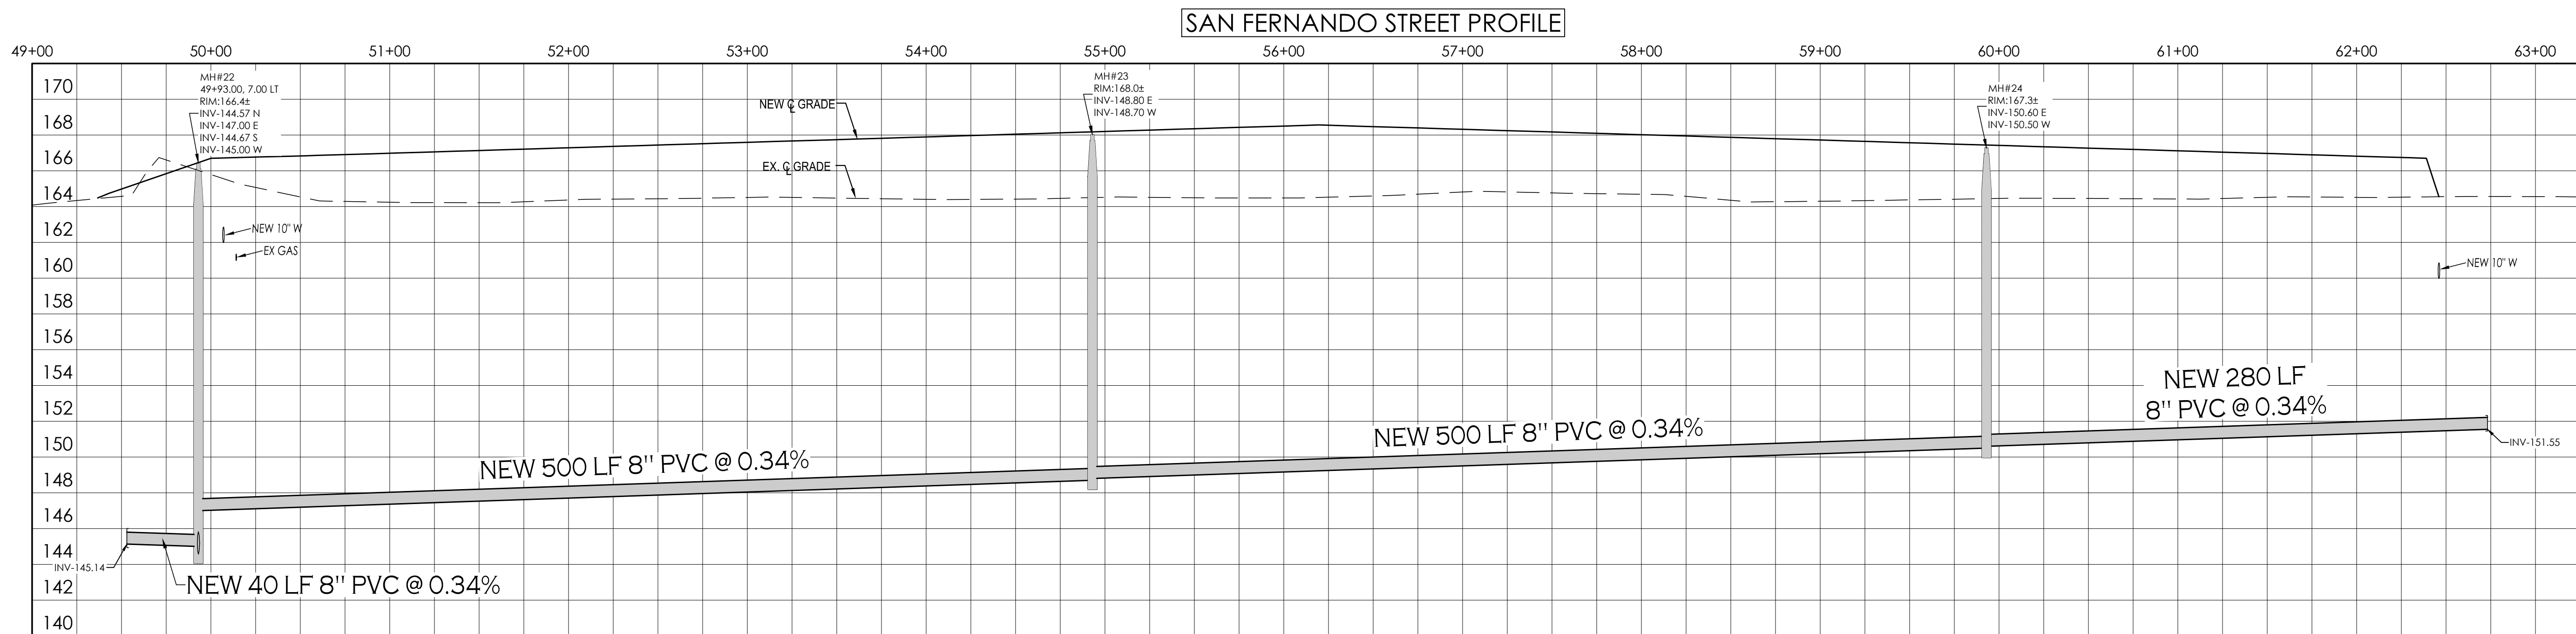 SAN FERNANDO STREET PROFILE
49+00 50+00 51+00 52+00 53+00 54+00 55+00 56+00 57+00 58+00 59+00 60+00 61+00 62+00 63+00
170
168
166
164
162
160
158
156
154
152
150
148
146
144
142
140
MH#22
49+93.00, 7.00 LT
RIM:166.4±
INV-144.57 N
INV-147.00 E
INV-144.67 S
INV-145.00 W
NEW ℄ GRADE
EX. ℄ GRADE
MH#23
RIM:168.0±
INV-148.80 E
INV-148.70 W
MH#24
RIM:167.3±
INV-150.60 E
INV-150.50 W
NEW 10" W
EX GAS
NEW 10" W
NEW 280 LF
8" PVC @ 0.34%
NEW 500 LF 8" PVC @ 0.34%
NEW 500 LF 8" PVC @ 0.34%
INV-151.55
INV-145.14
NEW 40 LF 8" PVC @ 0.34%